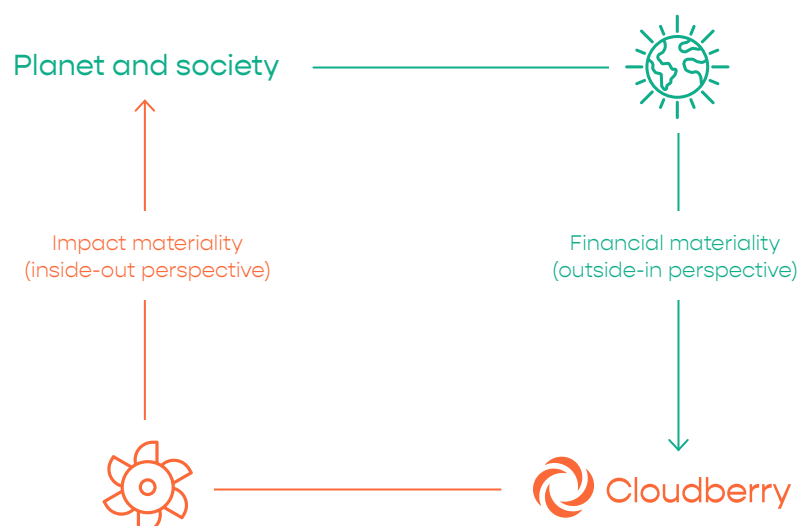 Planet and society
Impact materiality
(inside-out perspective)
Financial materiality
(outside-in perspective)
Cloudberry